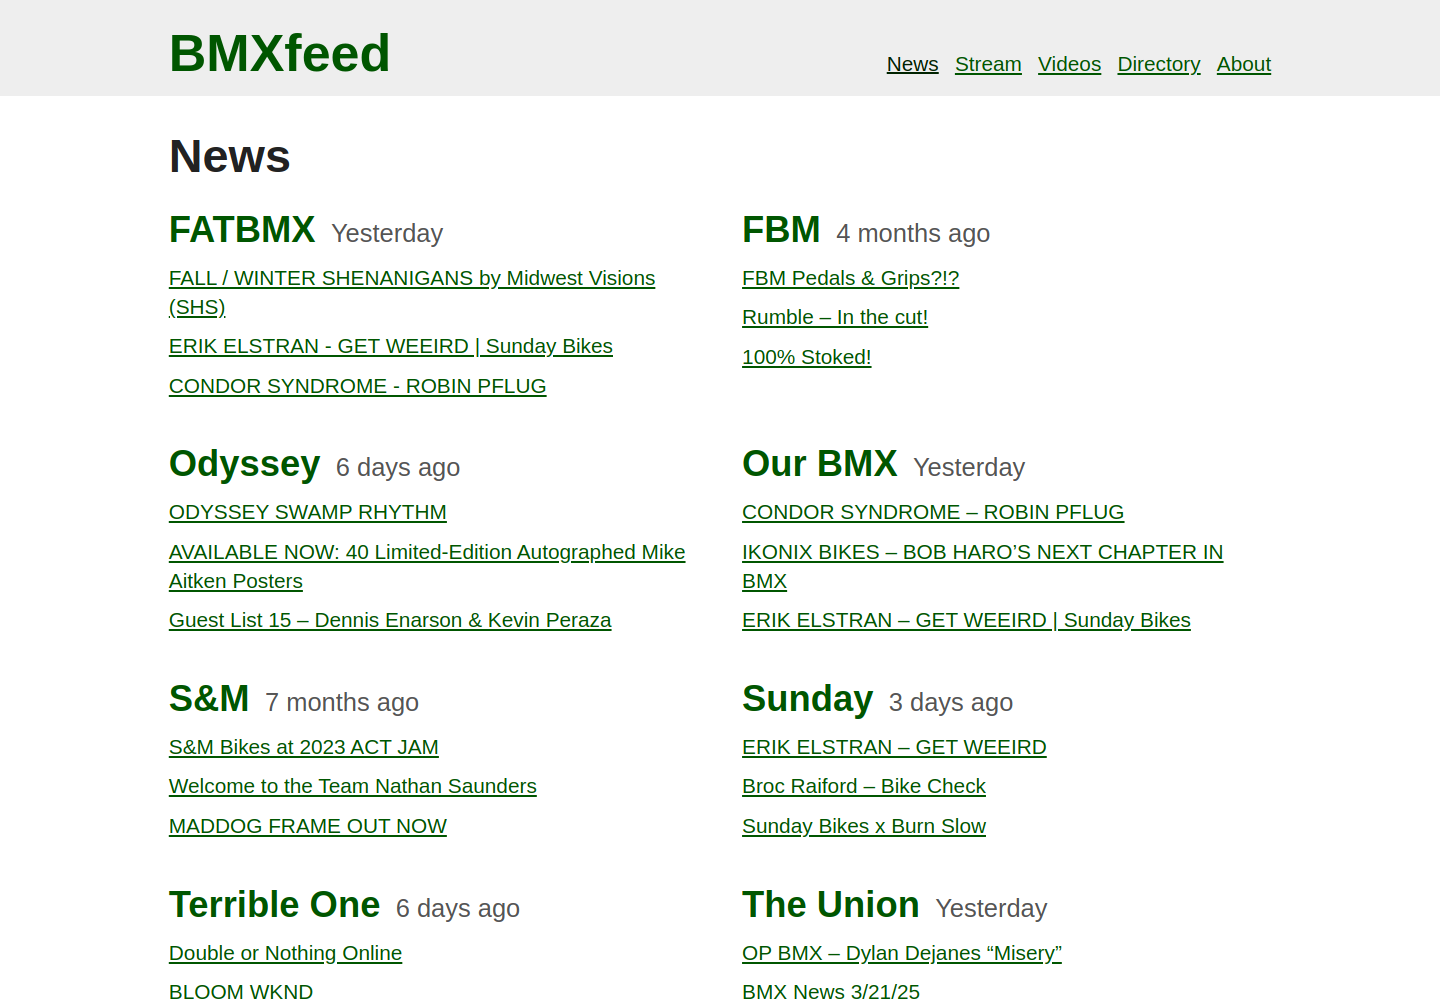 BMXfeed
News Stream Videos Directory About
News
FATBMX Yesterday
FALL / WINTER SHENANIGANS by Midwest Visions
(SHS)
ERIK ELSTRAN - GET WEEIRD | Sunday Bikes
CONDOR SYNDROME - ROBIN PFLUG
FBM 4 months ago
FBM Pedals & Grips?!?
Rumble – In the cut!
100% Stoked!
Odyssey 6 days ago
ODYSSEY SWAMP RHYTHM
AVAILABLE NOW: 40 Limited-Edition Autographed Mike
Aitken Posters
Guest List 15 – Dennis Enarson & Kevin Peraza
Our BMX Yesterday
CONDOR SYNDROME – ROBIN PFLUG
IKONIX BIKES – BOB HARO’S NEXT CHAPTER IN
BMX
ERIK ELSTRAN – GET WEEIRD | Sunday Bikes
S&M 7 months ago
S&M Bikes at 2023 ACT JAM
Welcome to the Team Nathan Saunders
MADDOG FRAME OUT NOW
Sunday 3 days ago
ERIK ELSTRAN – GET WEEIRD
Broc Raiford – Bike Check
Sunday Bikes x Burn Slow
Terrible One 6 days ago
Double or Nothing Online
BLOOM WKND
The Union Yesterday
OP BMX – Dylan Dejanes “Misery”
BMX News 3/21/25